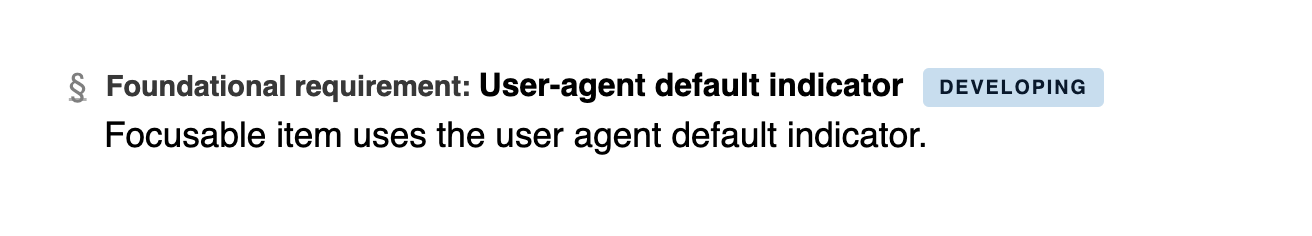 § Foundational requirement: User-agent default indicator DEVELOPING
Focusable item uses the user agent default indicator.